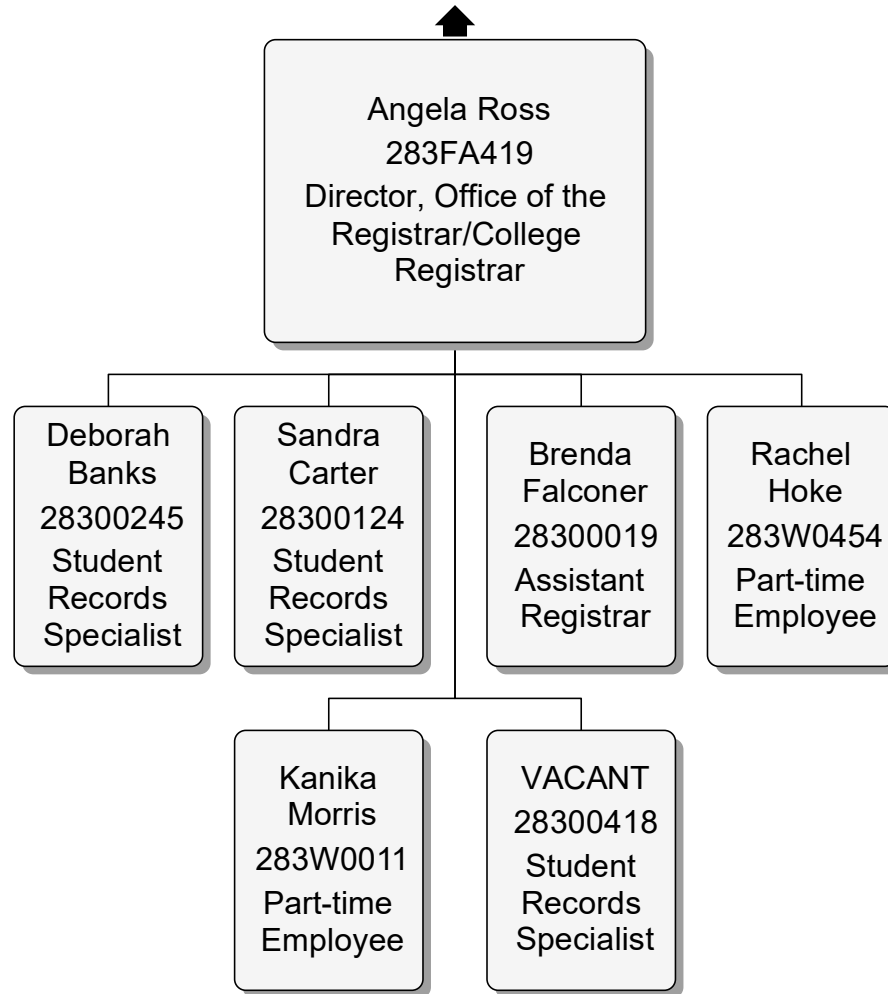 Angela Ross
283FA419
Director, Office of the
Registrar/College
Registrar
Deborah
Banks
28300245
Student
Records
Specialist
Sandra
Carter
28300124
Student
Records
Specialist
Brenda
Falconer
28300019
Assistant
Registrar
Rachel
Hoke
283W0454
Part-time
Employee
Kanika
Morris
283W0011
Part-time
Employee
VACANT
28300418
Student
Records
Specialist